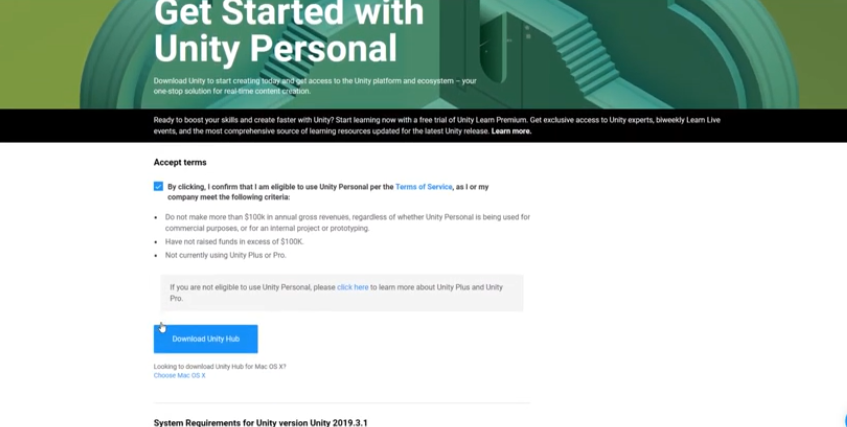 Get Started with
Unity Personal
Download Unity to start creating today and get access to the Unity platform and ecosystem – your
one-stop solution for real-time content creation.
Ready to boost your skills and create faster with Unity? Start learning now with a free trial of Unity Learn Premium. Get exclusive access to Unity experts, biweekly Learn Live
events, and the most comprehensive source of learning resources updated for the latest Unity release. Learn more.
Accept terms
By clicking, I confirm that I am eligible to use Unity Personal per the Terms of Service, as I or my
company meet the following criteria:
• Do not make more than $100k in annual gross revenues, regardless of whether Unity Personal is being used for
commercial purposes, or for an internal project or prototyping.
• Have not raised funds in excess of $100K.
• Not currently using Unity Plus or Pro.
If you are not eligible to use Unity Personal, please click here to learn more about Unity Plus and Unity
Pro.
Download Unity Hub
Looking to download Unity Hub for Mac OS X?
Choose Mac OS X
System Requirements for Unity version Unity 2019.3.1